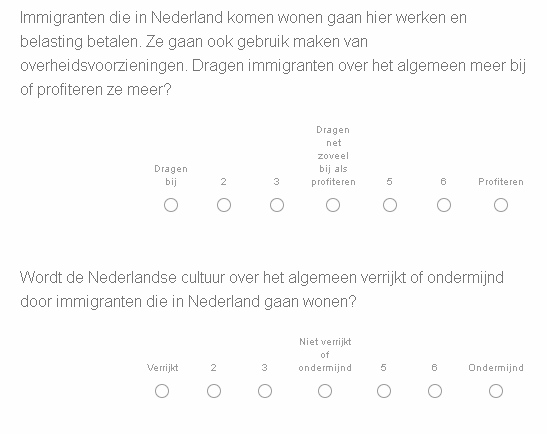 Immigranten die in Nederland komen wonen gaan hier werken en
belasting betalen. Ze gaan ook gebruik maken van
overheidsvoorzieningen. Dragen immigranten over het algemeen meer bij
of profiteren ze meer?
Dragen
net
zoveel
Dragen bij als
bij 2 3 profiteren 5 6 Profiteren
Wordt de Nederlandse cultuur over het algemeen verrijkt of ondermijnd
door immigranten die in Nederland gaan wonen?
Niet verrijkt
of
Verrijkt 2 3 ondermijnd 5 6 Ondermijnd